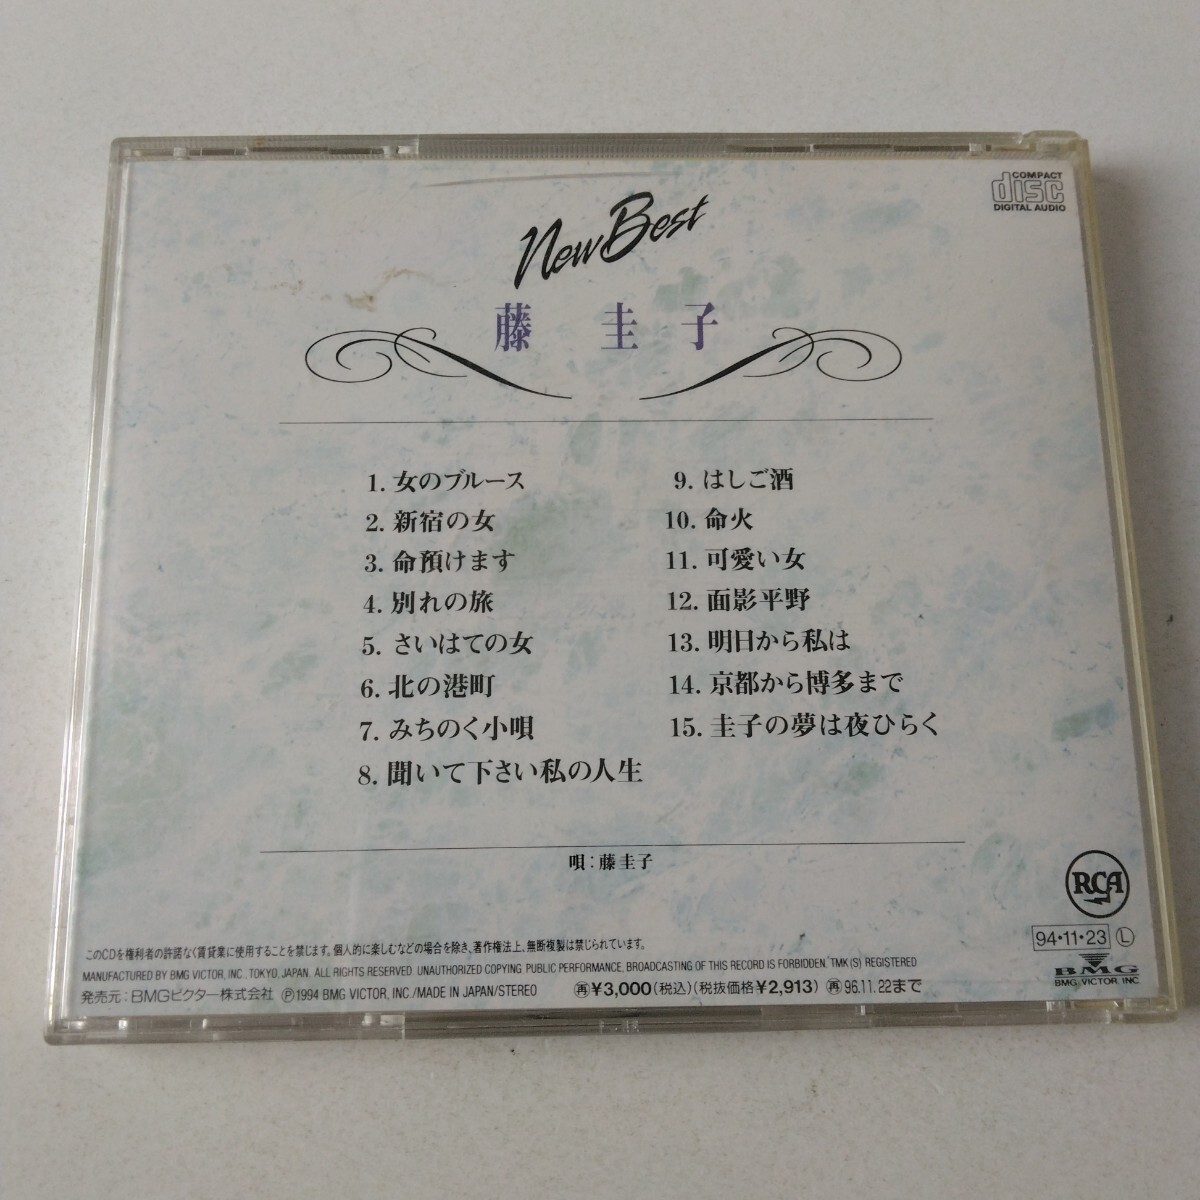 COMPACT
disc
DIGITAL AUDIO
New Best
藤 圭 子
1. 女のブルース
2. 新宿の女
3. 命預けます
4. 別れの旅
5. さいはての女
6. 北の港町
7. みちのく小唄
8. 聞いて下さい私の人生
9. はしご酒
10. 命火
11. 可愛い女
12. 面影平野
13. 明日から私は
14. 京都から博多まで
15. 圭子の夢は夜ひらく
唄：藤圭子
RCA
94・11・23 Ⓛ
BMG
BMG VICTOR, INC.
このCDを権利者の許諾なく賃貸業に使用することを禁じます。個人的に楽しむなどの場合を除き、著作権法上、無断複製は禁じられています。
MANUFACTURED BY BMG VICTOR, INC. TOKYO, JAPAN. ALL RIGHTS RESERVED. UNAUTHORIZED COPYING PUBLIC PERFORMANCE, BROADCASTING OF THIS RECORD IS FORBIDDEN. TMK(S) REGISTERED
発売元：BMGビクター株式会社 Ⓟ1994 BMG VICTOR, INC./MADE IN JAPAN/STEREO ㊢¥3,000(税込)(税抜価格¥2,913) ㊢96.11.22まで